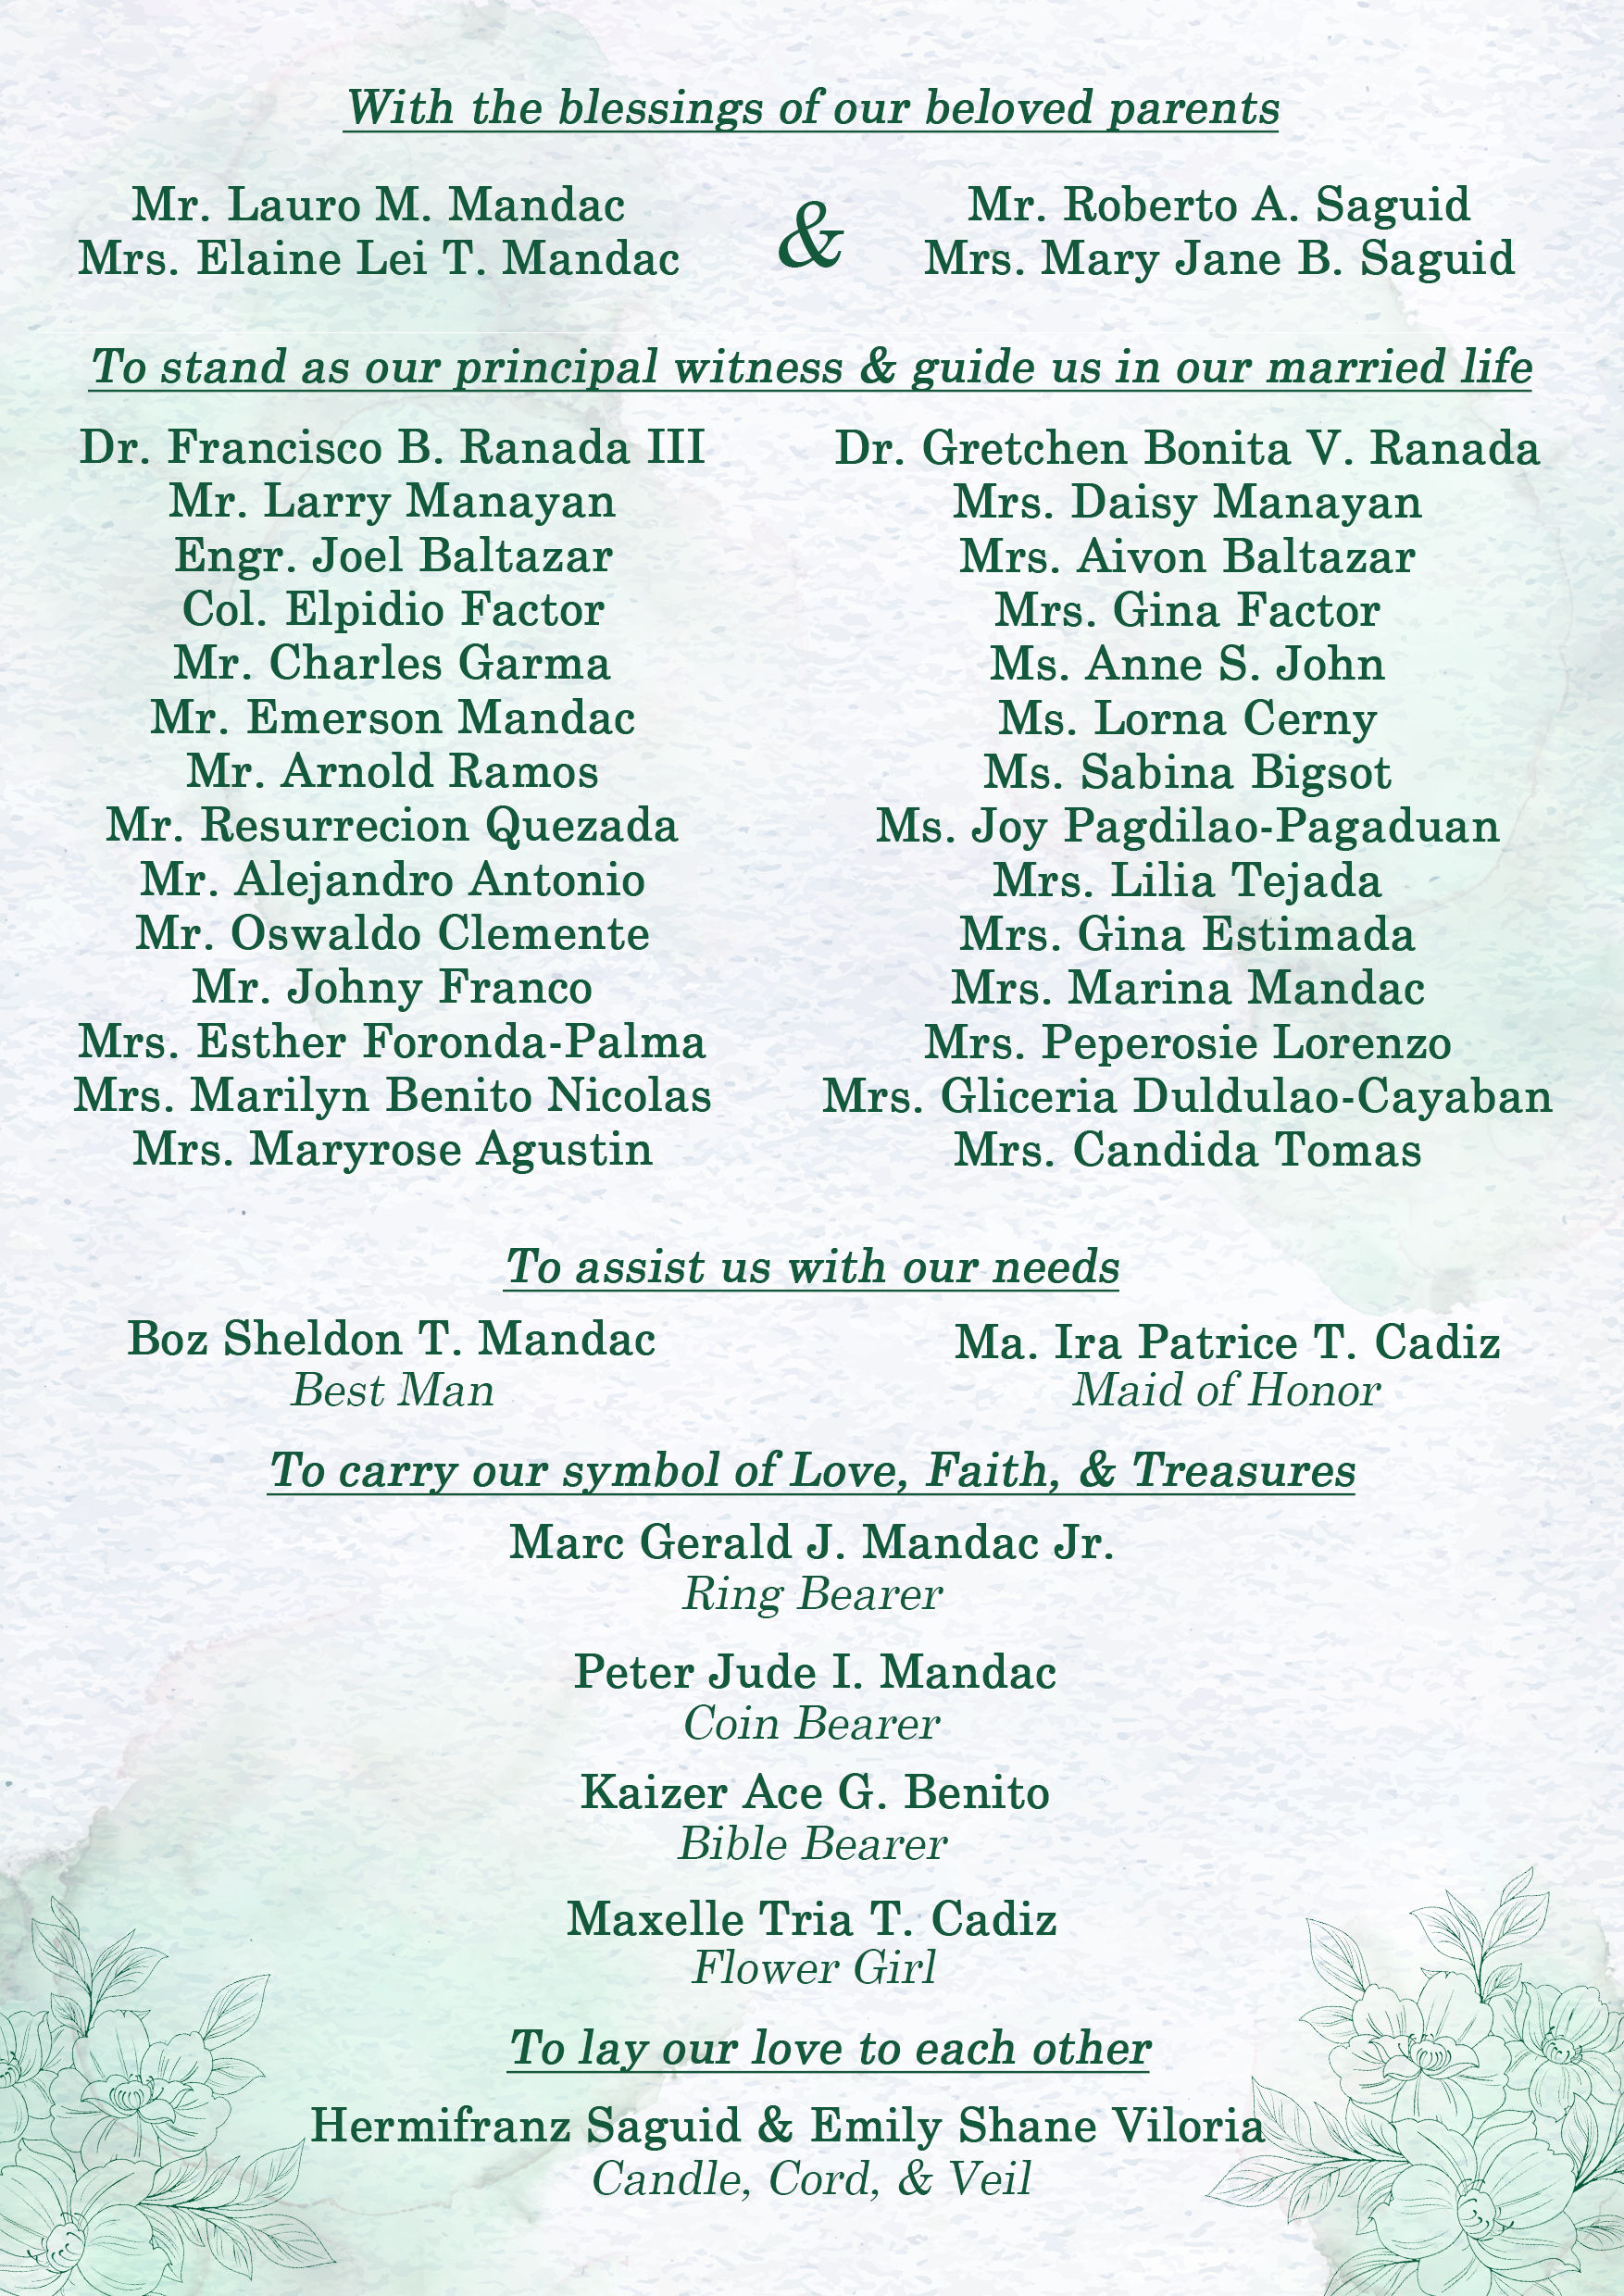 With the blessings of our beloved parents
Mr. Lauro M. Mandac
Mrs. Elaine Lei T. Mandac
&
Mr. Roberto A. Saguid
Mrs. Mary Jane B. Saguid
To stand as our principal witness & guide us in our married life
Dr. Francisco B. Ranada III
Mr. Larry Manayan
Engr. Joel Baltazar
Col. Elpidio Factor
Mr. Charles Garma
Mr. Emerson Mandac
Mr. Arnold Ramos
Mr. Resurrecion Quezada
Mr. Alejandro Antonio
Mr. Oswaldo Clemente
Mr. Johny Franco
Mrs. Esther Foronda-Palma
Mrs. Marilyn Benito Nicolas
Mrs. Maryrose Agustin
Dr. Gretchen Bonita V. Ranada
Mrs. Daisy Manayan
Mrs. Aivon Baltazar
Mrs. Gina Factor
Ms. Anne S. John
Ms. Lorna Cerny
Ms. Sabina Bigsot
Ms. Joy Pagdilao-Pagaduan
Mrs. Lilia Tejada
Mrs. Gina Estimada
Mrs. Marina Mandac
Mrs. Peperosie Lorenzo
Mrs. Gliceria Duldulao-Cayaban
Mrs. Candida Tomas
To assist us with our needs
Boz Sheldon T. Mandac
Best Man
Ma. Ira Patrice T. Cadiz
Maid of Honor
To carry our symbol of Love, Faith, & Treasures
Marc Gerald J. Mandac Jr.
Ring Bearer
Peter Jude I. Mandac
Coin Bearer
Kaizer Ace G. Benito
Bible Bearer
Maxelle Tria T. Cadiz
Flower Girl
To lay our love to each other
Hermifranz Saguid & Emily Shane Viloria
Candle, Cord, & Veil